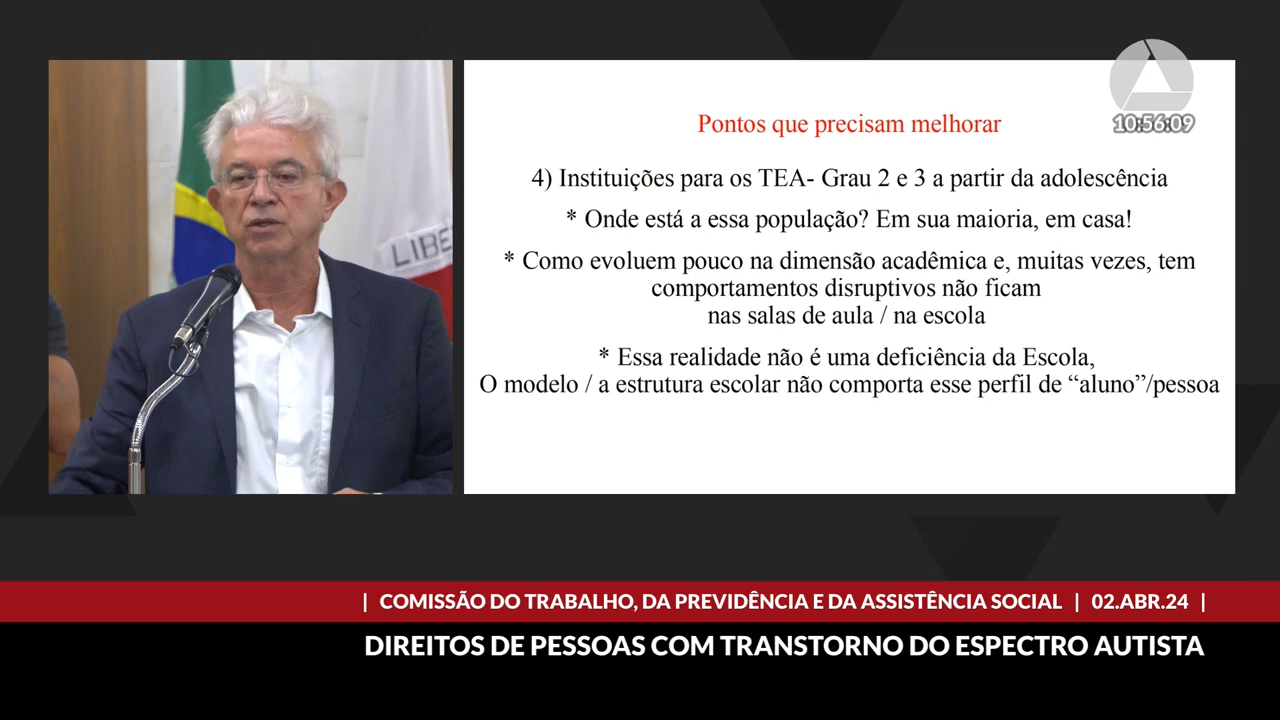 10:56:09
Pontos que precisam melhorar
4) Instituições para os TEA- Grau 2 e 3 a partir da adolescência
* Onde está a essa população? Em sua maioria, em casa!
* Como evoluem pouco na dimensão acadêmica e, muitas vezes, tem
comportamentos disruptivos não ficam
nas salas de aula / na escola
* Essa realidade não é uma deficiência da Escola,
O modelo / a estrutura escolar não comporta esse perfil de “aluno”/pessoa
LIBE
| COMISSÃO DO TRABALHO, DA PREVIDÊNCIA E DA ASSISTÊNCIA SOCIAL | 02.ABR.24 |
DIREITOS DE PESSOAS COM TRANSTORNO DO ESPECTRO AUTISTA